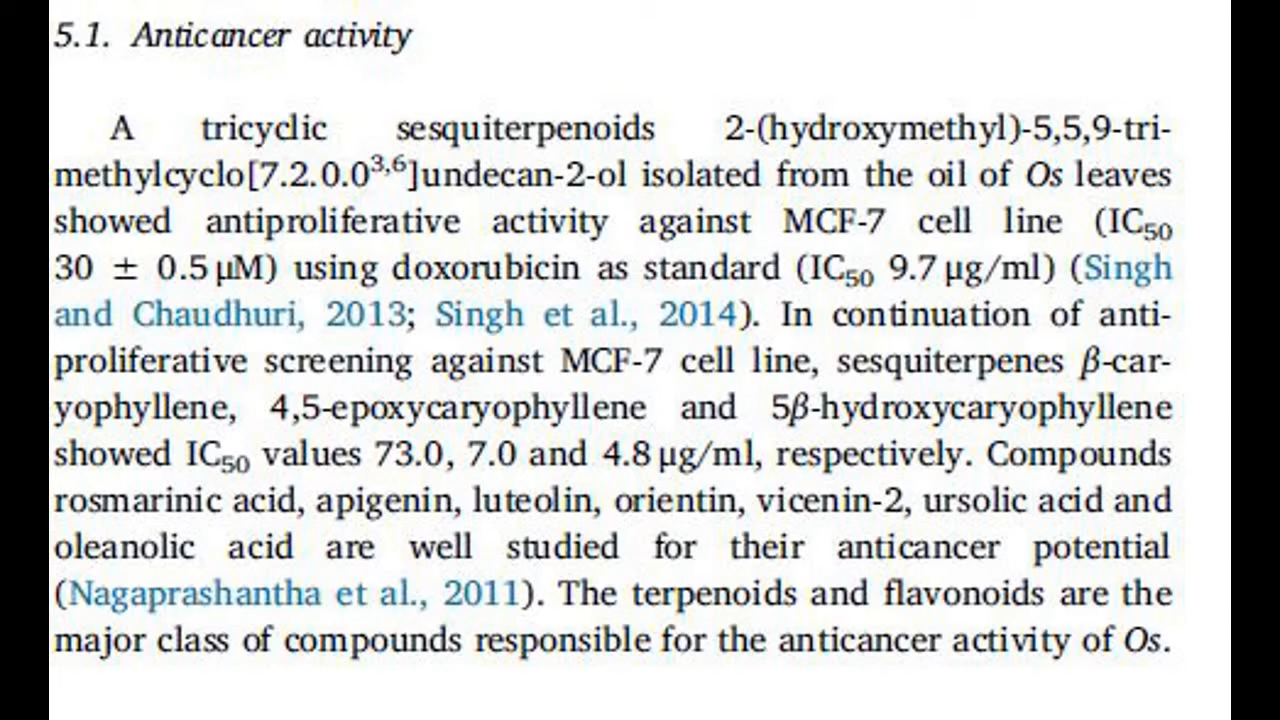 5.1. Anticancer activity
A tricyclic sesquiterpenoids 2-(hydroxymethyl)-5,5,9-tri-
methylcyclo[7.2.0.0³,⁶]undecan-2-ol isolated from the oil of Os leaves
showed antiproliferative activity against MCF-7 cell line (IC₅₀
30 ± 0.5 μM) using doxorubicin as standard (IC₅₀ 9.7 μg/ml) (Singh
and Chaudhuri, 2013; Singh et al., 2014). In continuation of anti-
proliferative screening against MCF-7 cell line, sesquiterpenes β-car-
yophyllene, 4,5-epoxycaryophyllene and 5β-hydroxycaryophyllene
showed IC₅₀ values 73.0, 7.0 and 4.8 μg/ml, respectively. Compounds
rosmarinic acid, apigenin, luteolin, orientin, vicenin-2, ursolic acid and
oleanolic acid are well studied for their anticancer potential
(Nagaprashantha et al., 2011). The terpenoids and flavonoids are the
major class of compounds responsible for the anticancer activity of Os.